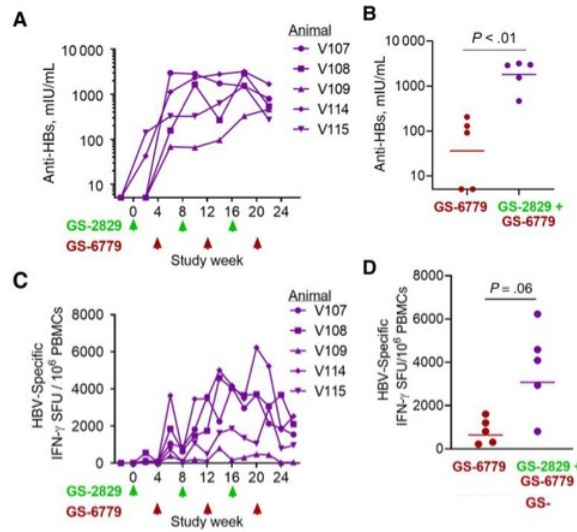 A
Anti-HBs, mIU/mL
10 000
1000
100
10
0 4 8 12 16 20 24
GS-2829
GS-6779
Study week
Animal
V107
V108
V109
V114
V115
B
P < .01
Anti-HBs, mIU/mL
10 000
1000
100
10
GS-6779
GS-2829 +
GS-6779
C
HBV-Specific
IFN-γ SFU / 10⁶ PBMCs
8000
6000
4000
2000
0
0 4 8 12 16 20 24
GS-2829
GS-6779
Study week
Animal
V107
V108
V109
V114
V115
D
P = .06
HBV-Specific
IFN-γ SFU/10⁶ PBMCs
8000
6000
4000
2000
0
GS-6779
GS-2829 +
GS-6779
GS-